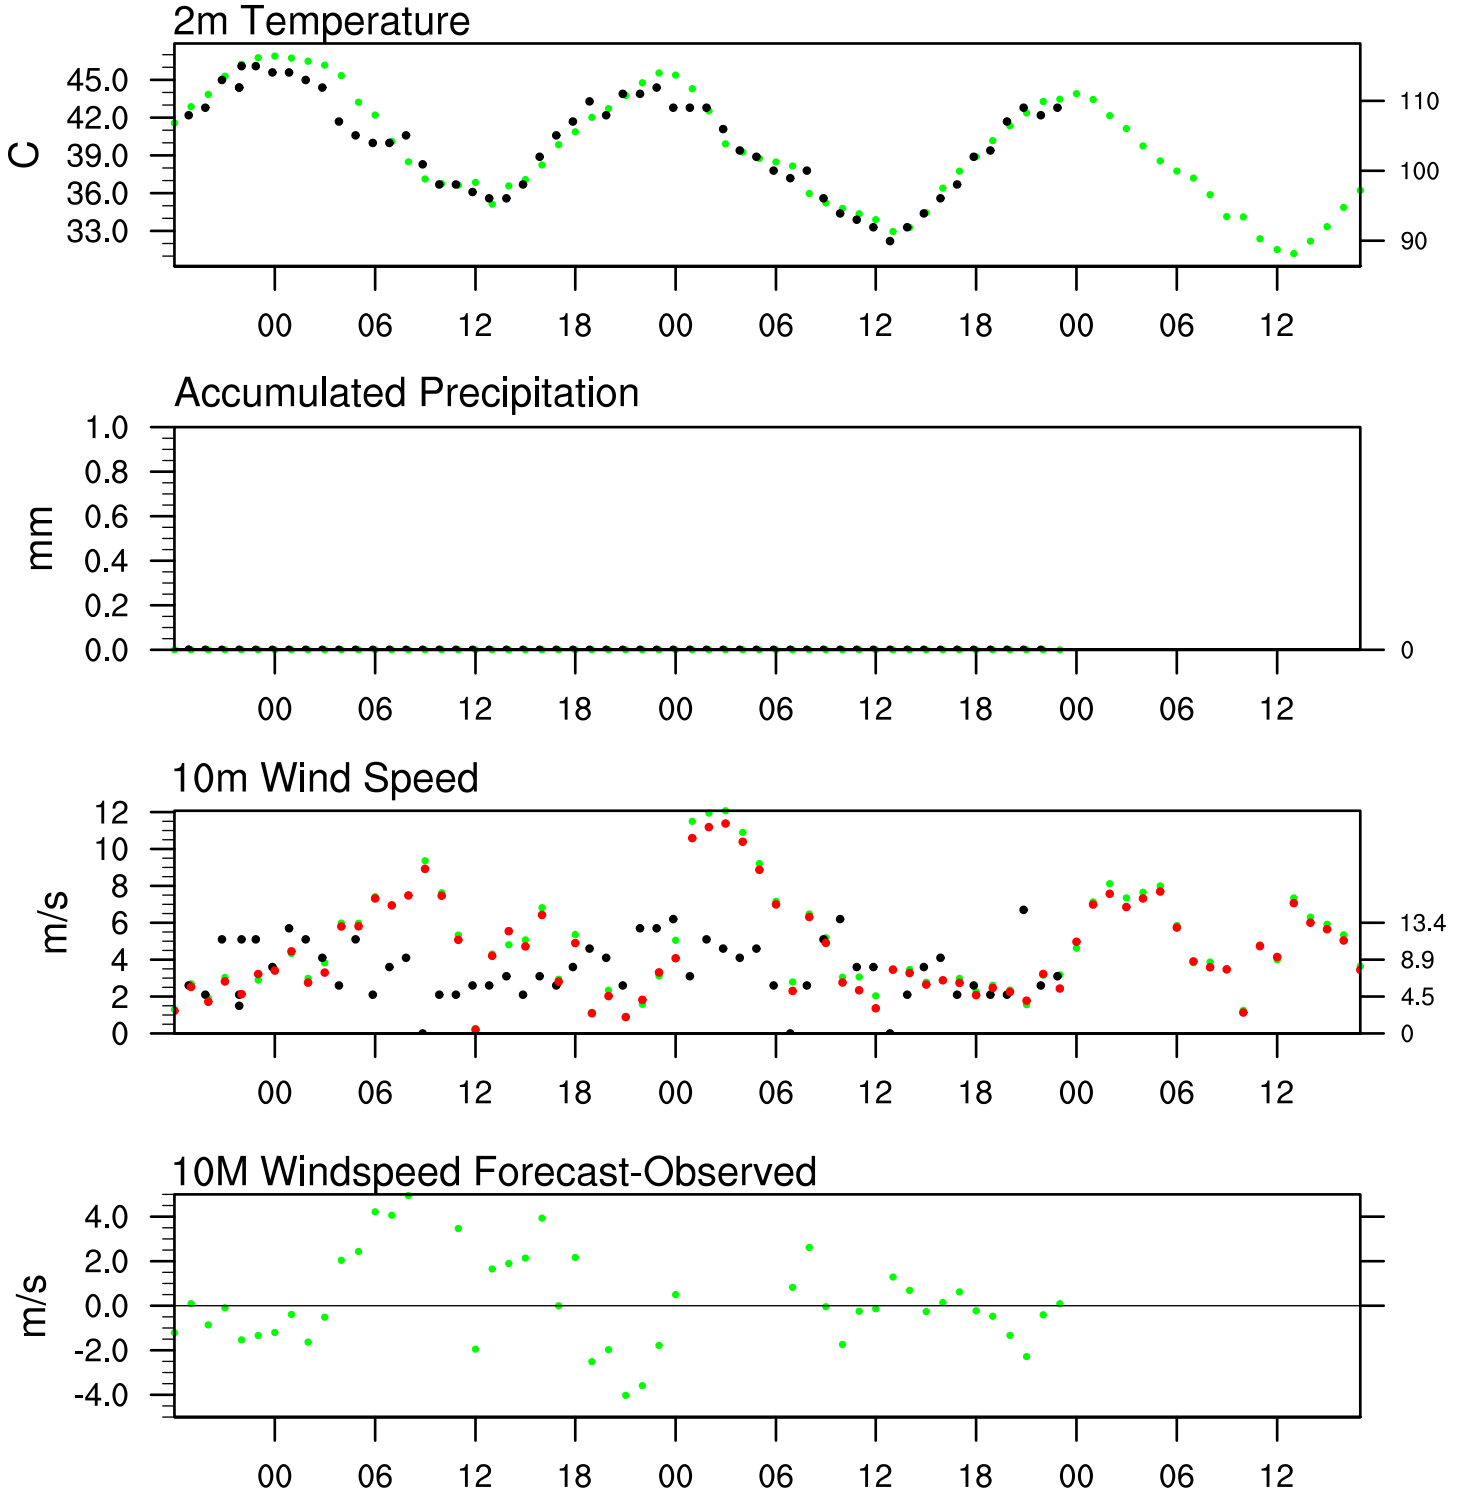 2m Temperature
45.0
42.0
39.0
36.0
33.0
C
110
100
90
00 06 12 18 00 06 12 18 00 06 12
Accumulated Precipitation
1.0
0.8
0.6
0.4
0.2
0.0
mm
0
00 06 12 18 00 06 12 18 00 06 12
10m Wind Speed
12
10
8
6
4
2
0
m/s
13.4
8.9
4.5
0
00 06 12 18 00 06 12 18 00 06 12
10M Windspeed Forecast-Observed
4.0
2.0
0.0
-2.0
-4.0
m/s
00 06 12 18 00 06 12 18 00 06 12